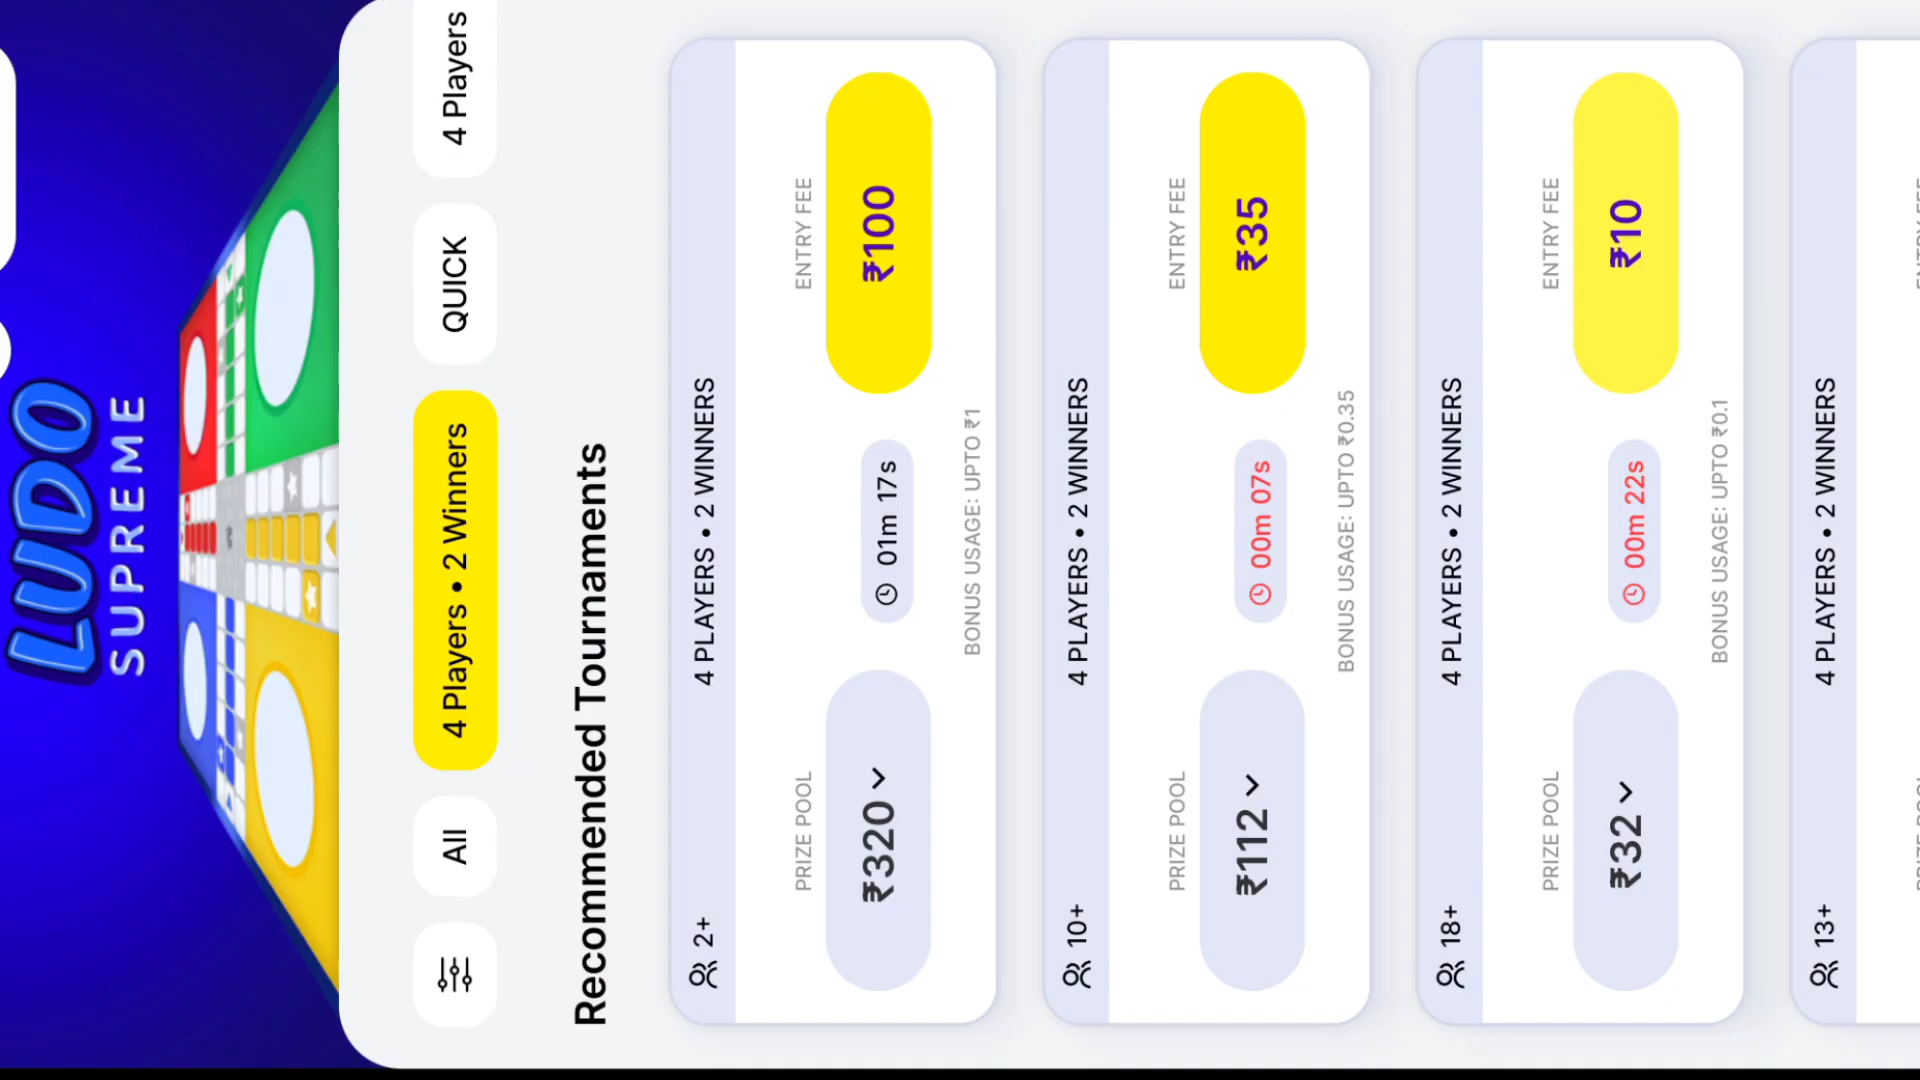 LUDO
SUPREME
All
4 Players • 2 Winners
QUICK
4 Players
Recommended Tournaments
2+
4 PLAYERS • 2 WINNERS
PRIZE POOL
ENTRY FEE
₹320
01m 17s
₹100
BONUS USAGE: UPTO ₹1
10+
4 PLAYERS • 2 WINNERS
PRIZE POOL
ENTRY FEE
₹112
00m 07s
₹35
BONUS USAGE: UPTO ₹0.35
18+
4 PLAYERS • 2 WINNERS
PRIZE POOL
ENTRY FEE
₹32
00m 22s
₹10
BONUS USAGE: UPTO ₹0.1
13+
4 PLAYERS • 2 WINNERS